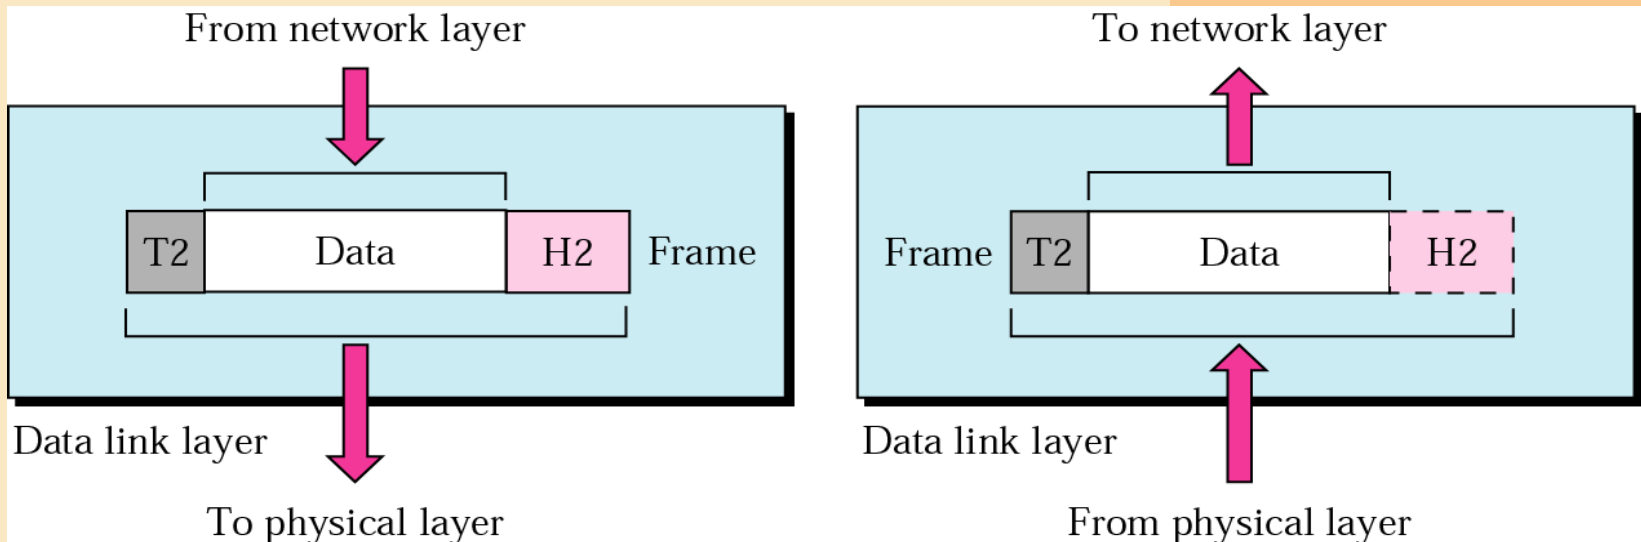 From network layer
T2 Data H2 Frame
Data link layer
To physical layer
To network layer
Frame T2 Data H2
Data link layer
From physical layer